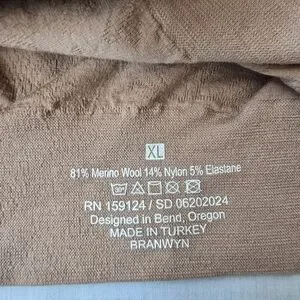 XL
81% Merino Wool 14% Nylon 5% Elastane
RN 159124 / SD 06202024
Designed in Bend, Oregon
MADE IN TURKEY
BRANWYN